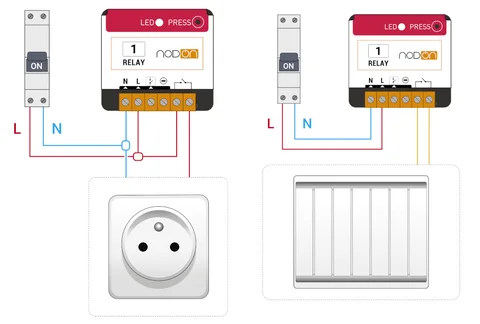 LED PRESS
1
RELAY
nodon
N L
ON
L N
LED PRESS
1
RELAY
nodon
N L
ON
L N